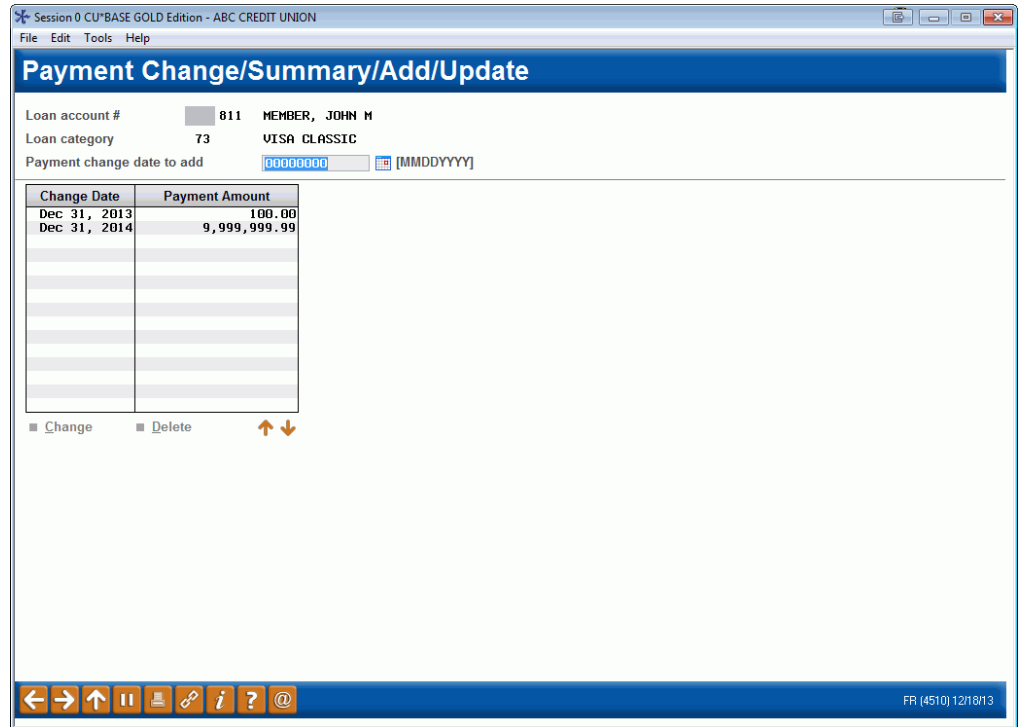 Session 0 CU*BASE GOLD Edition - ABC CREDIT UNION
File Edit Tools Help
Payment Change/Summary/Add/Update
Loan account # 811 MEMBER, JOHN M
Loan category 73 VISA CLASSIC
Payment change date to add 00000000 [MMDDYYYY]
Change Date Payment Amount
Dec 31, 2013 100.00
Dec 31, 2014 9,999,999.99
Change Delete
i ? @
FR (4510) 12/18/13